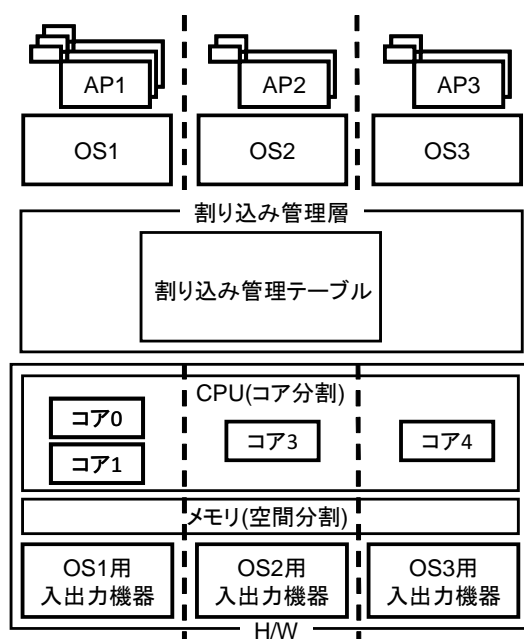 AP1
AP2
AP3
OS1
OS2
OS3
割り込み管理層
割り込み管理テーブル
CPU(コア分割)
コア0
コア1
コア3
コア4
メモリ(空間分割)
OS1用
入出力機器
OS2用
入出力機器
OS3用
入出力機器
H/W